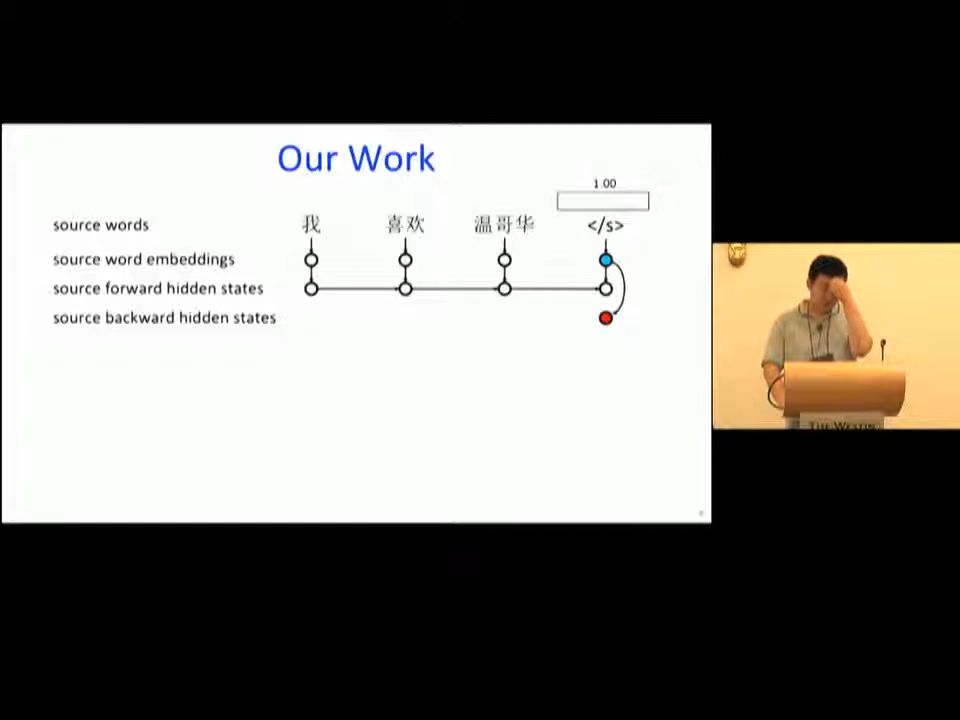 Our Work
1.00
source words 我 喜欢 温哥华 </s>
source word embeddings
source forward hidden states
source backward hidden states
THE WESTIN